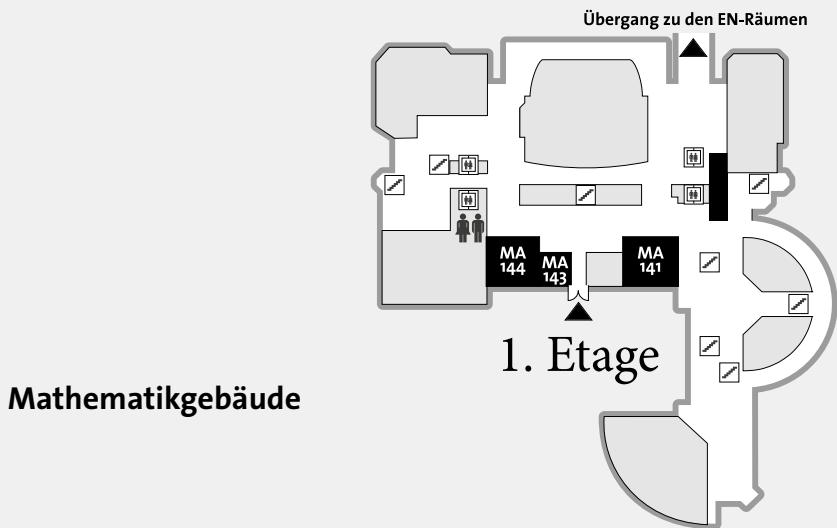 Übergang zu den EN-Räumen
MA
144
MA
143
MA
141
1. Etage
Mathematikgebäude